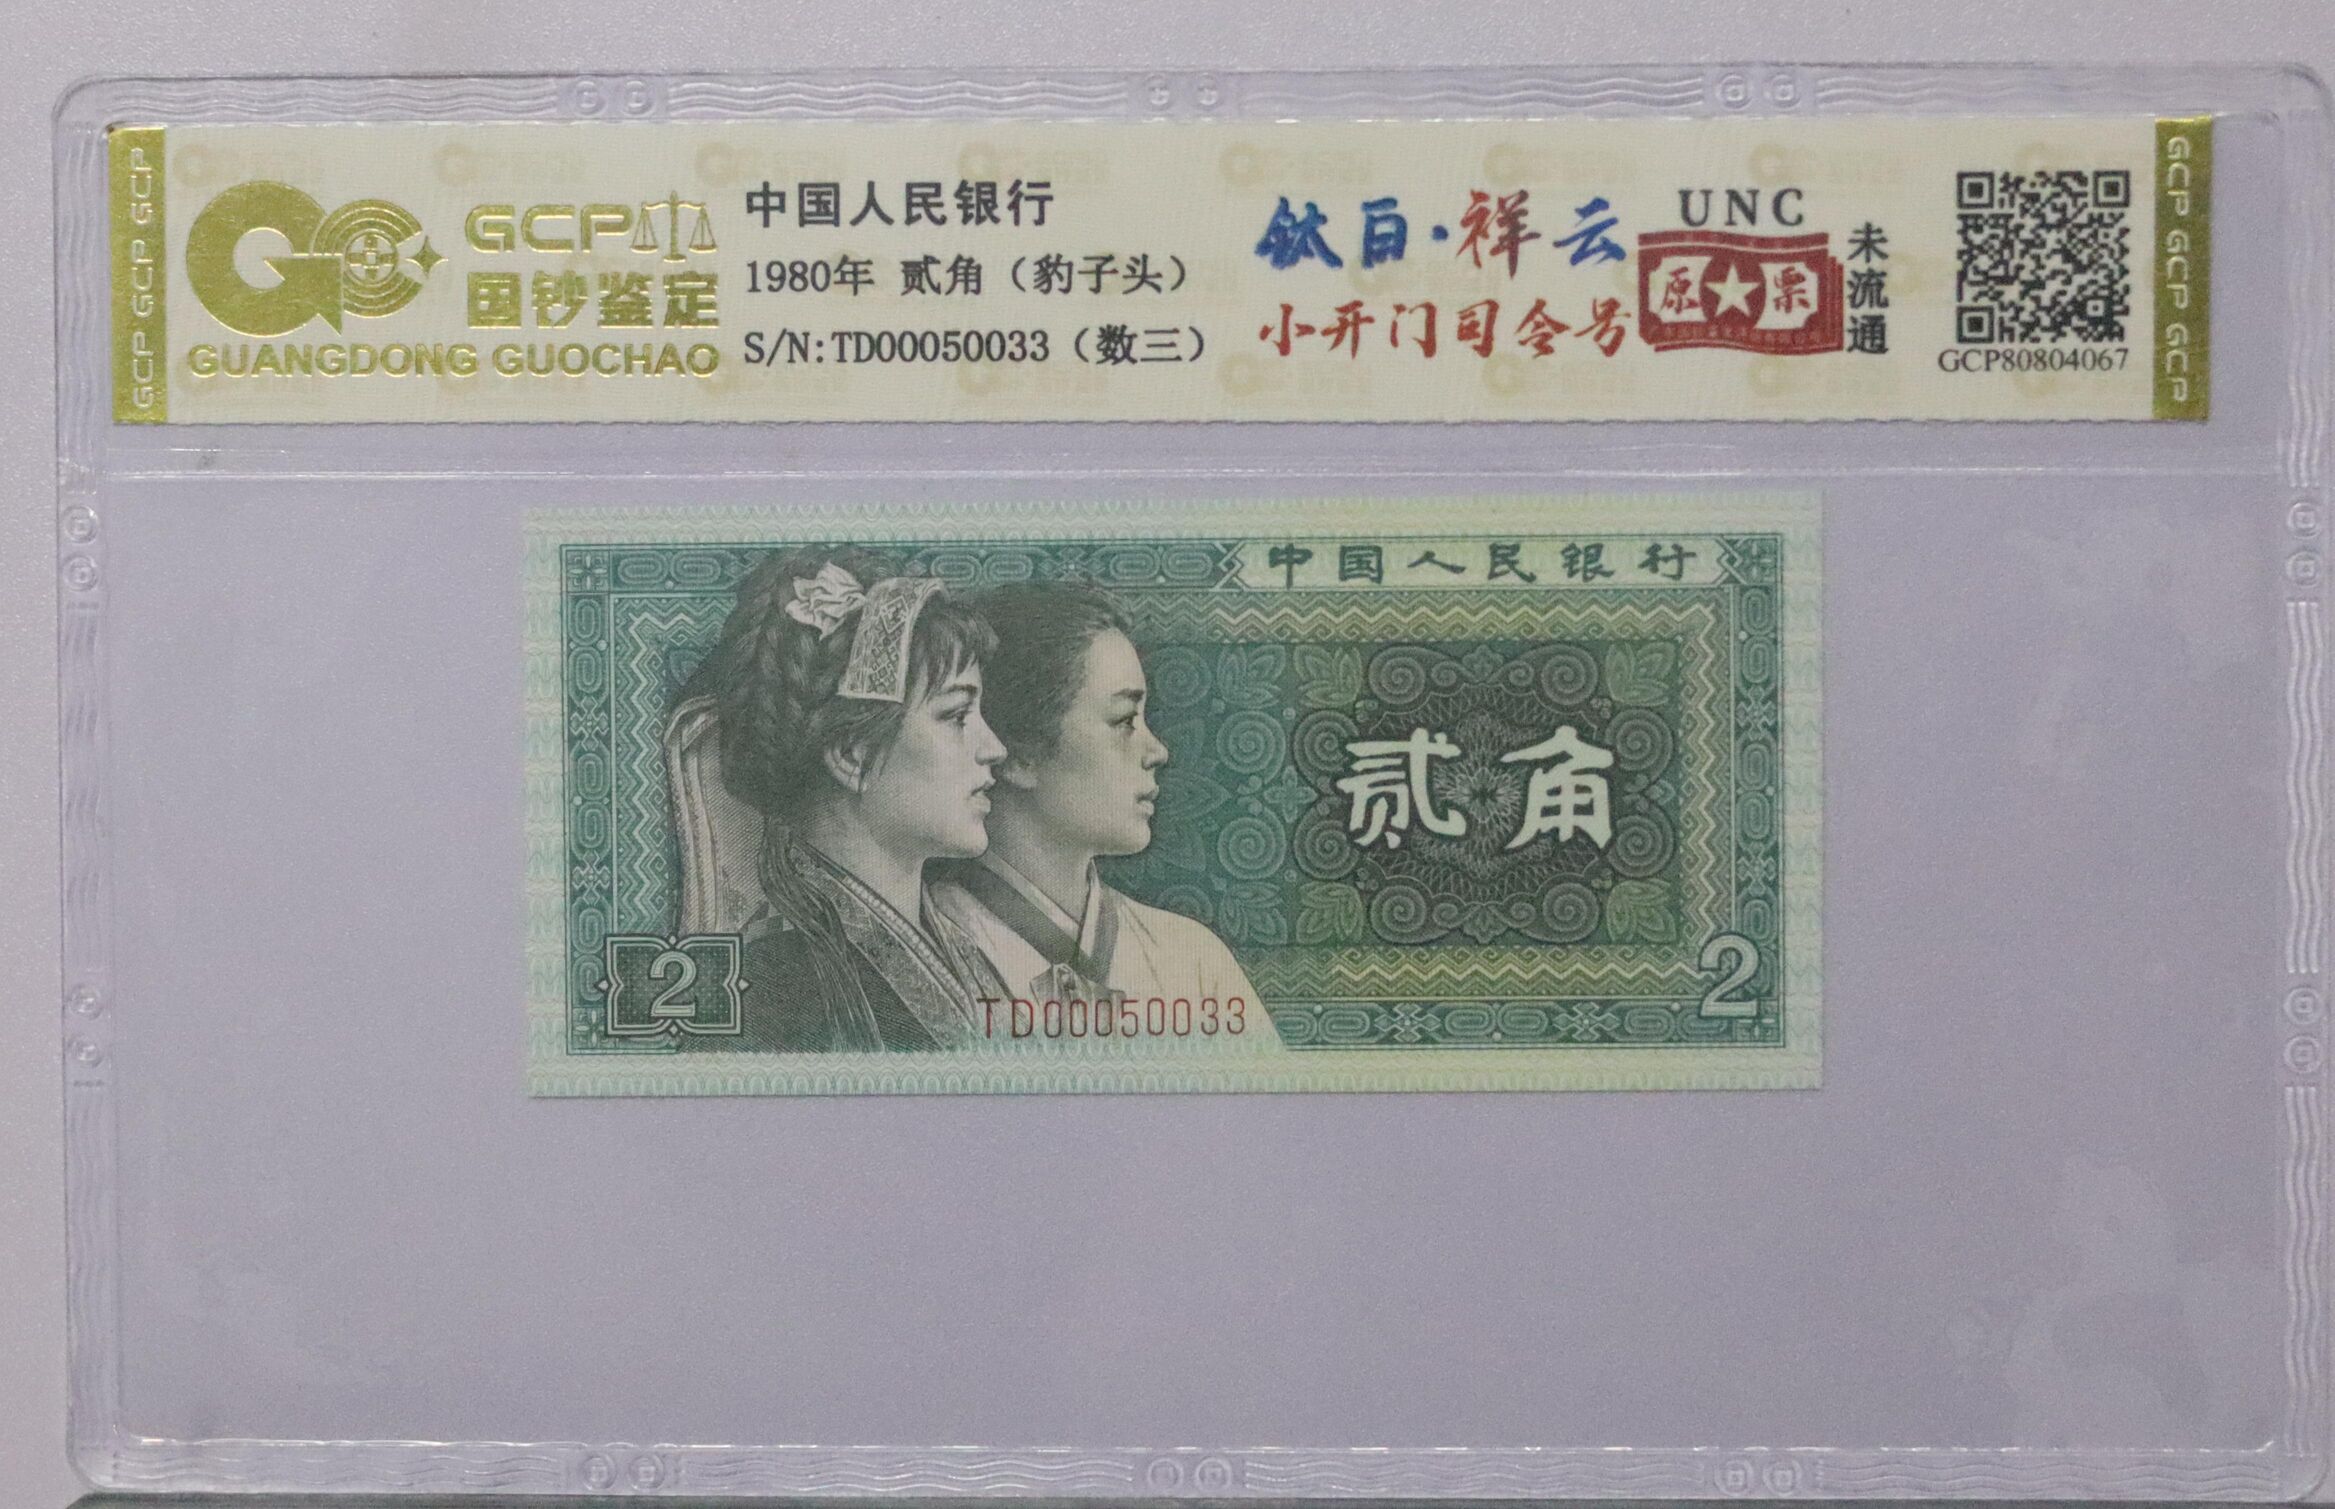 GCP GCP GCP
GCP
国钞鉴定
GUANGDONG GUOCHAO
中国人民银行
1980年 贰角（豹子头）
S/N:TD00050033（数三）
钛白·祥云
小开门司令号
UNC
原★票
未流通
GCP80804067
GCP GCP GCP
中国人民银行
贰角
2
TD00050033
2